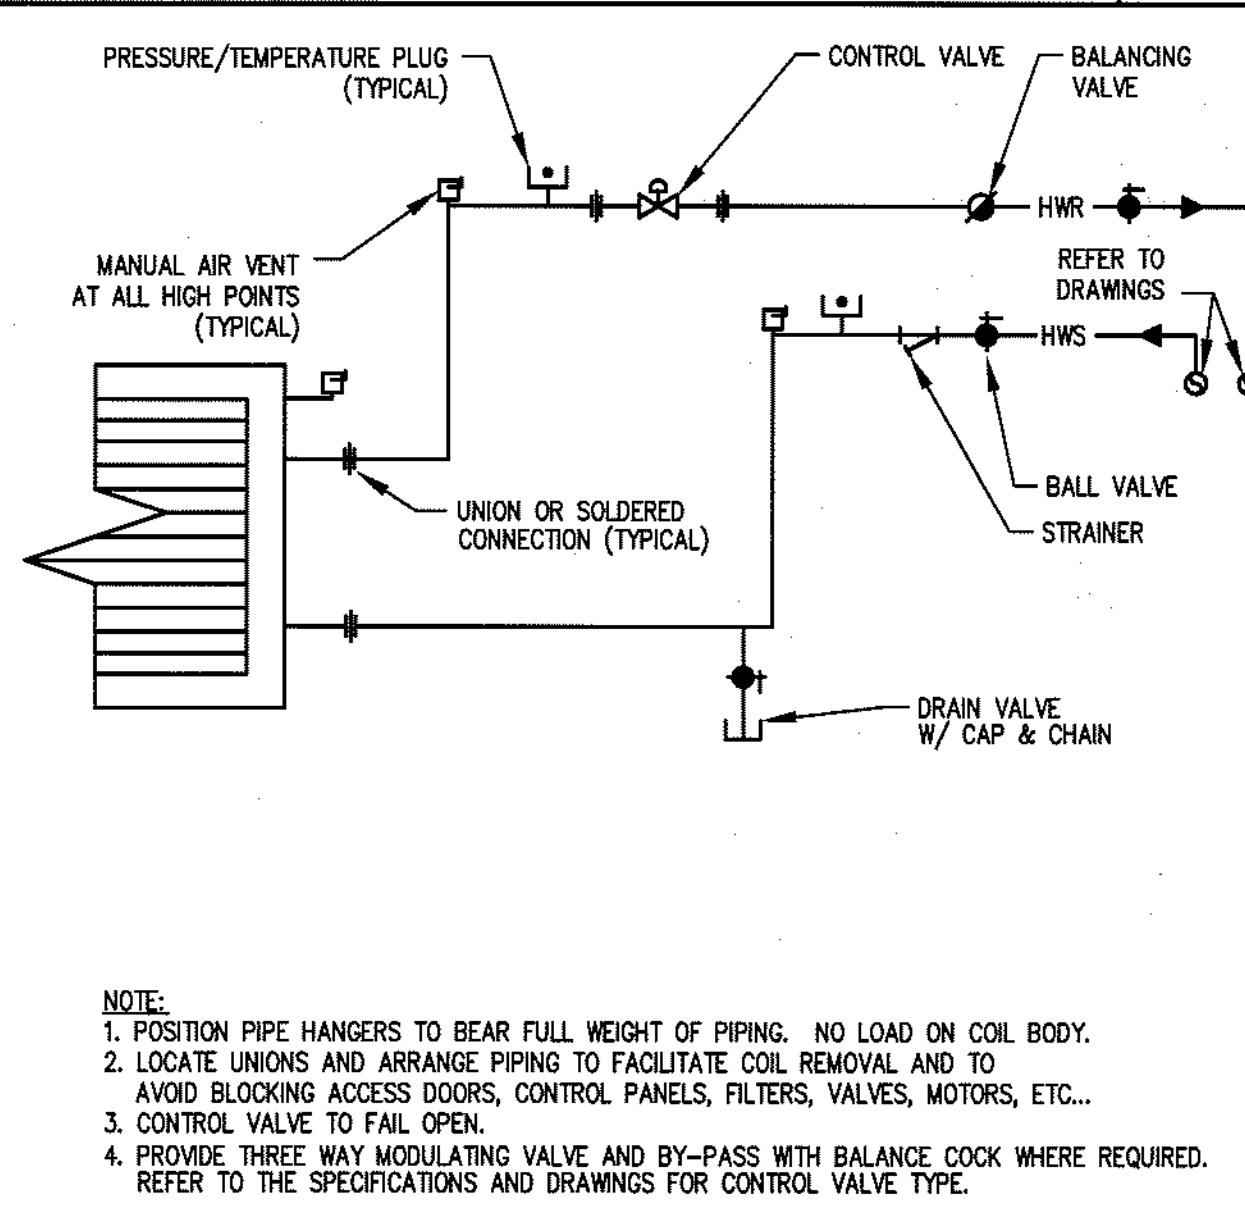 PRESSURE/TEMPERATURE PLUG
(TYPICAL)
CONTROL VALVE
BALANCING
VALVE
HWR
MANUAL AIR VENT
AT ALL HIGH POINTS
(TYPICAL)
REFER TO
DRAWINGS
HWS
UNION OR SOLDERED
CONNECTION (TYPICAL)
BALL VALVE
STRAINER
DRAIN VALVE
W/ CAP & CHAIN
NOTE:
1. POSITION PIPE HANGERS TO BEAR FULL WEIGHT OF PIPING. NO LOAD ON COIL BODY.
2. LOCATE UNIONS AND ARRANGE PIPING TO FACILITATE COIL REMOVAL AND TO
AVOID BLOCKING ACCESS DOORS, CONTROL PANELS, FILTERS, VALVES, MOTORS, ETC...
3. CONTROL VALVE TO FAIL OPEN.
4. PROVIDE THREE WAY MODULATING VALVE AND BY-PASS WITH BALANCE COCK WHERE REQUIRED.
REFER TO THE SPECIFICATIONS AND DRAWINGS FOR CONTROL VALVE TYPE.